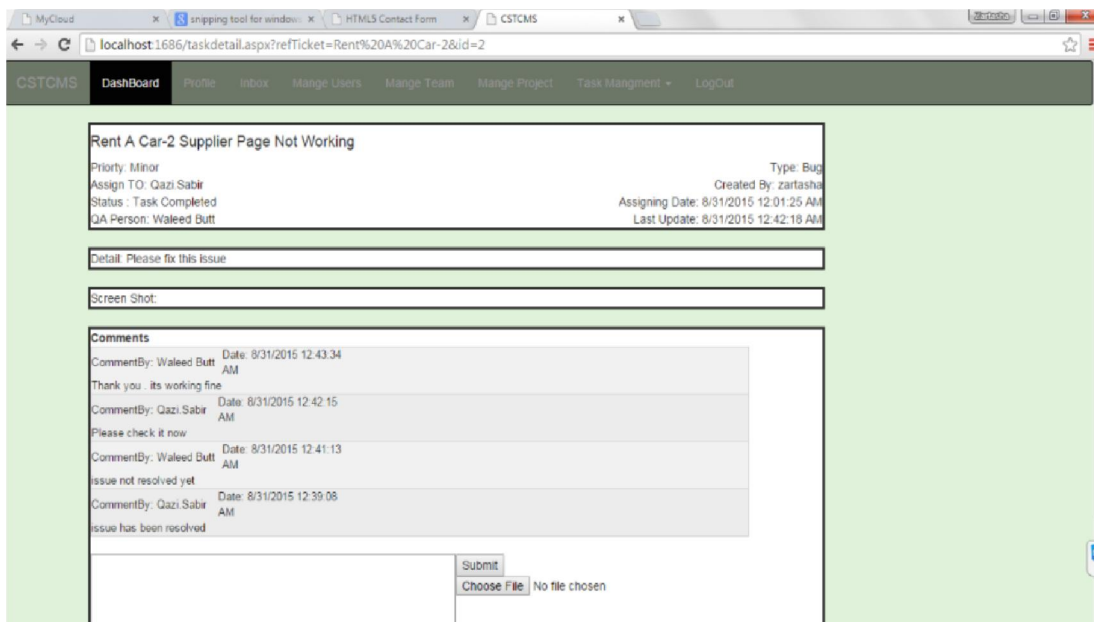 MyCloud snipping tool for window: HTML5 Contact Form CSTCMS
localhost:1686/taskdetail.aspx?refTicket=Rent%20A%20Car-2&id=2
CSTCMS DashBoard Profile Inbox Mange Users Mange Team Mange Project Task Mangment LogOut
Rent A Car-2 Supplier Page Not Working
Priorty: Minor Type: Bug
Assign TO: Qazi.Sabir Created By: zartasha
Status : Task Completed Assigning Date: 8/31/2015 12:01:25 AM
QA Person: Waleed Butt Last Update: 8/31/2015 12:42:18 AM
Detail: Please fix this issue
Screen Shot:
Comments
CommentBy: Waleed Butt Date: 8/31/2015 12:43:34
AM
Thank you . its working fine
CommentBy: Qazi.Sabir Date: 8/31/2015 12:42:15
AM
Please check it now
CommentBy: Waleed Butt Date: 8/31/2015 12:41:13
AM
issue not resolved yet
CommentBy: Qazi.Sabir Date: 8/31/2015 12:39:08
AM
issue has been resolved
Submit
Choose File No file chosen